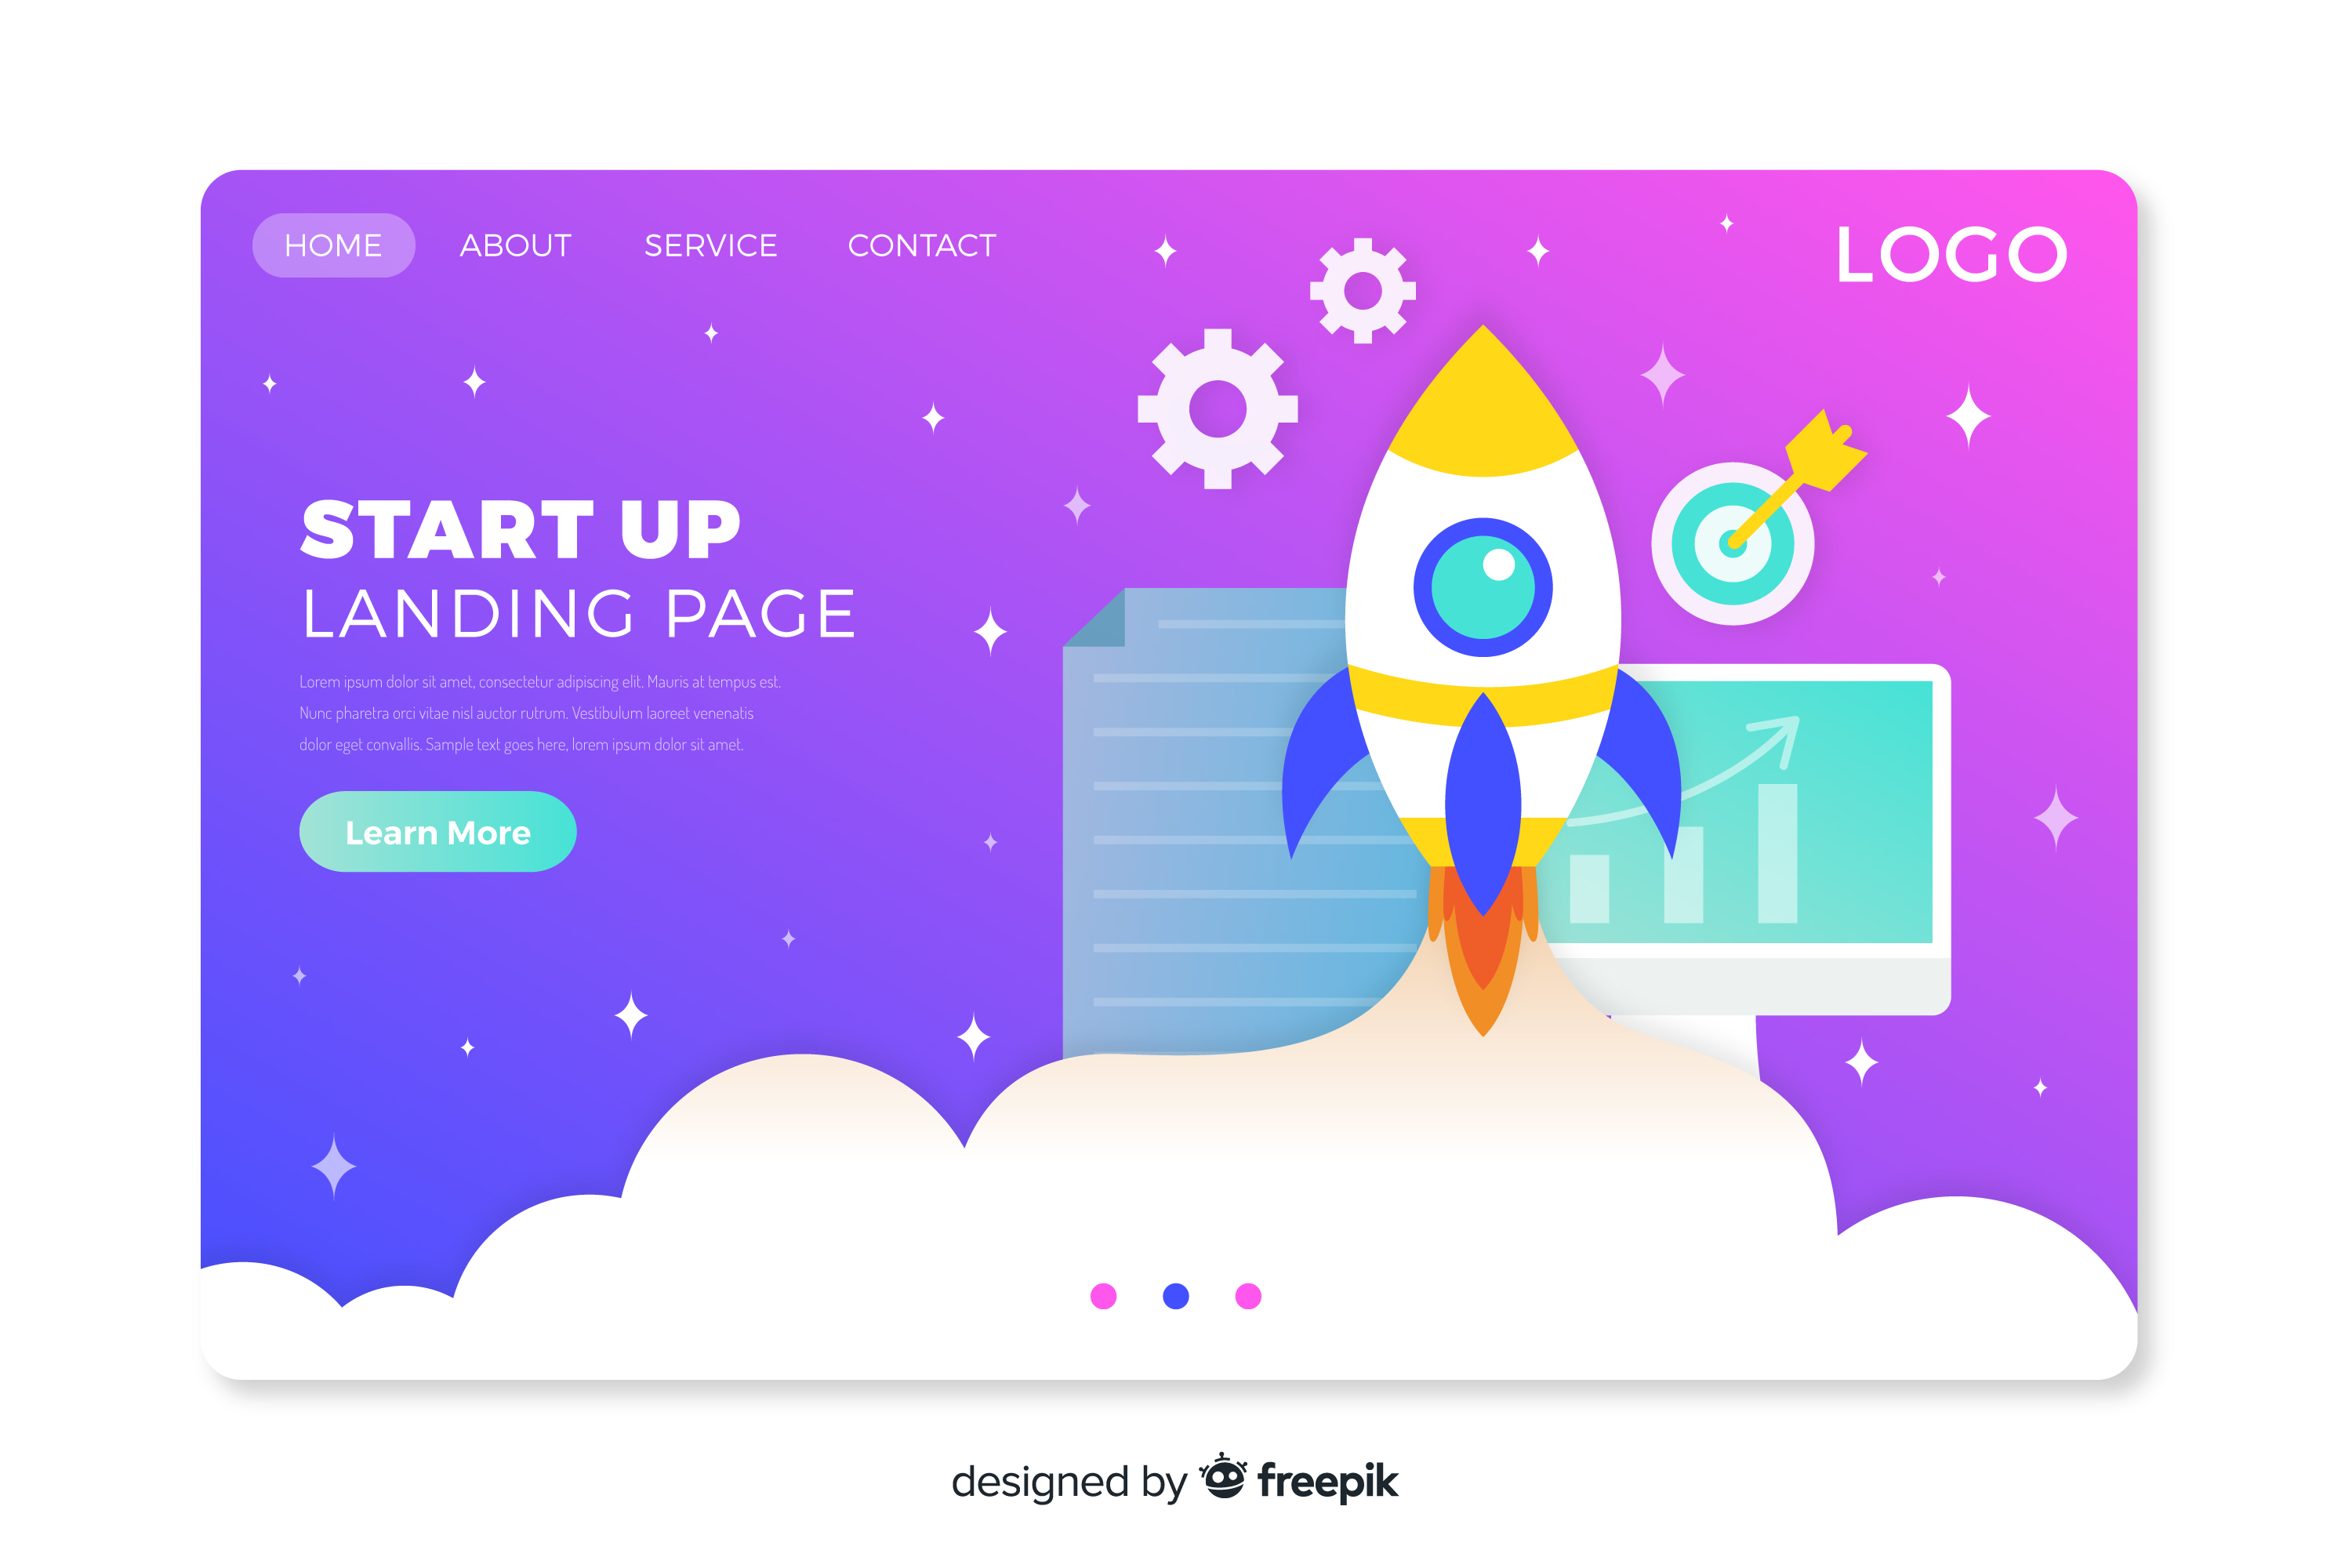 HOME ABOUT SERVICE CONTACT LOGO
START UP
LANDING PAGE
Lorem ipsum dolor sit amet, consectetur adipiscing elit. Mauris at tempus est.
Nunc pharetra orci vitae nisl auctor rutrum. Vestibulum laoreet venenatis
dolor eget convallis. Sample text goes here, lorem ipsum dolor sit amet.
Learn More
designed by freepik